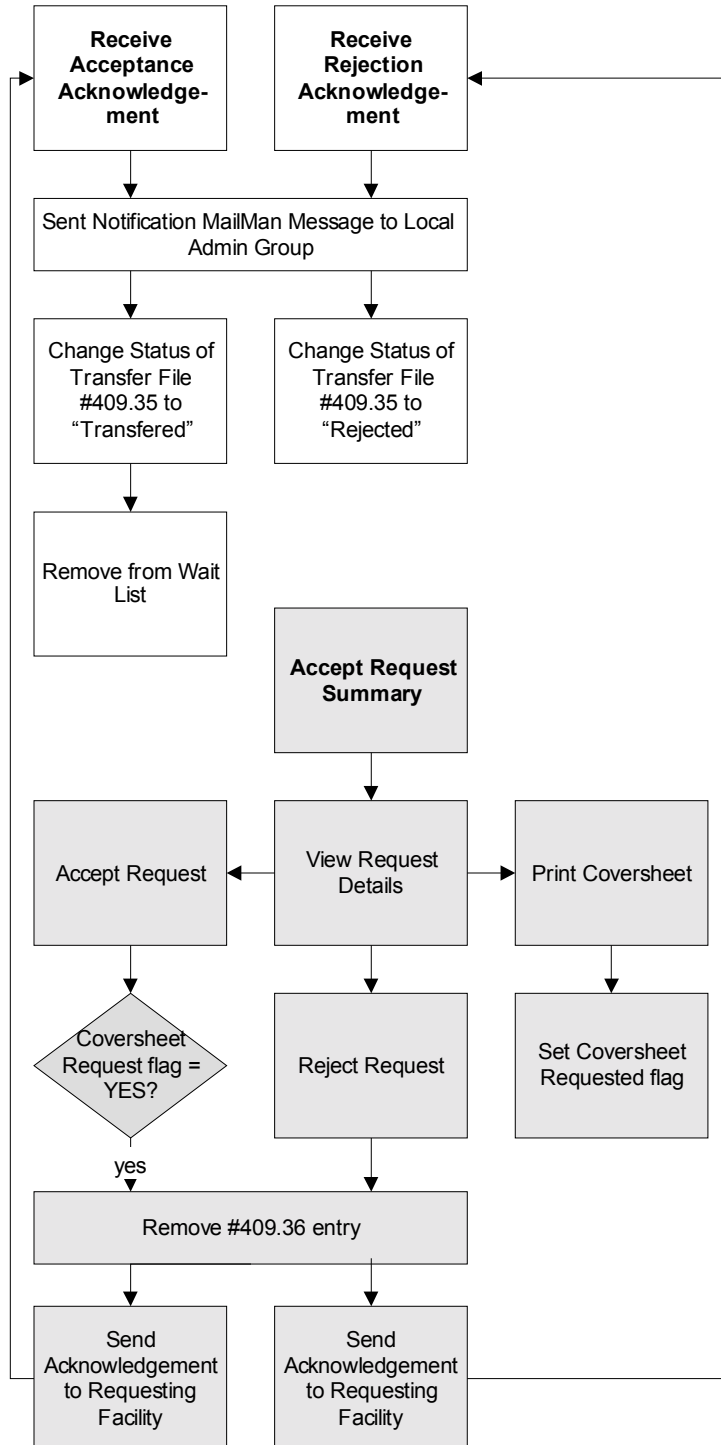 Receive
Acceptance
Acknowledge-
ment
Receive
Rejection
Acknowledge-
ment
Sent Notification MailMan Message to Local
Admin Group
Change Status of
Transfer File
#409.35 to
“Transfered”
Change Status of
Transfer File
#409.35 to
“Rejected”
Remove from Wait
List
Accept Request
Summary
Accept Request
View Request
Details
Print Coversheet
Coversheet
Request flag =
YES?
Reject Request
Set Coversheet
Requested flag
yes
Remove #409.36 entry
Send
Acknowledgement
to Requesting
Facility
Send
Acknowledgement
to Requesting
Facility